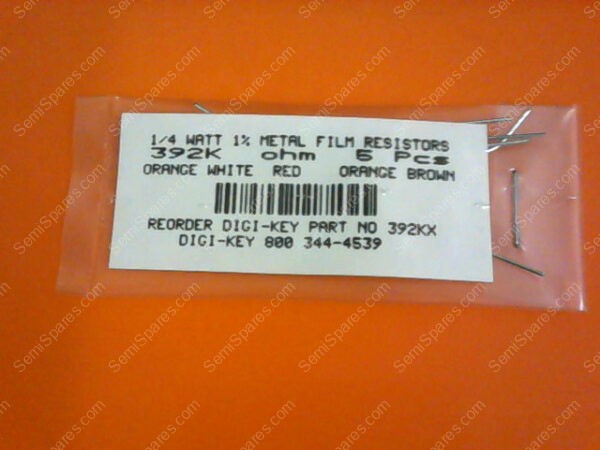 1/4 WATT 1% METAL FILM RESISTORS
392K ohm 5 Pcs
ORANGE WHITE RED ORANGE BROWN
REORDER DIGI-KEY PART NO 392KX
DIGI-KEY 800 344-4539
SemiSpares.com